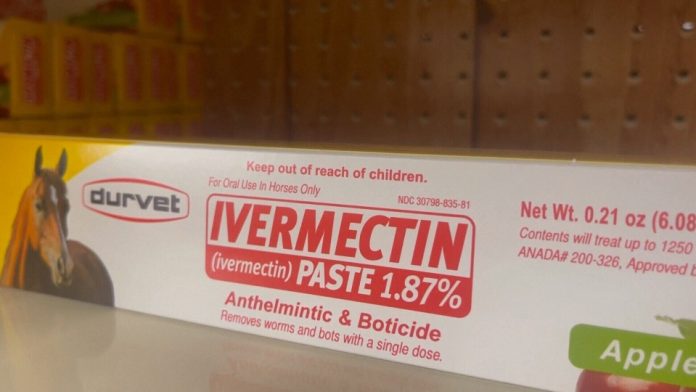 durvet
Keep out of reach of children.
For Oral Use In Horses Only
NDC 30798-835-81
IVERMECTIN
(ivermectin) PASTE 1.87%
Anthelmintic & Boticide
Removes worms and bots with a single dose.
Net Wt. 0.21 oz (6.08
Contents will treat up to 1250
ANADA# 200-326, Approved
Apple